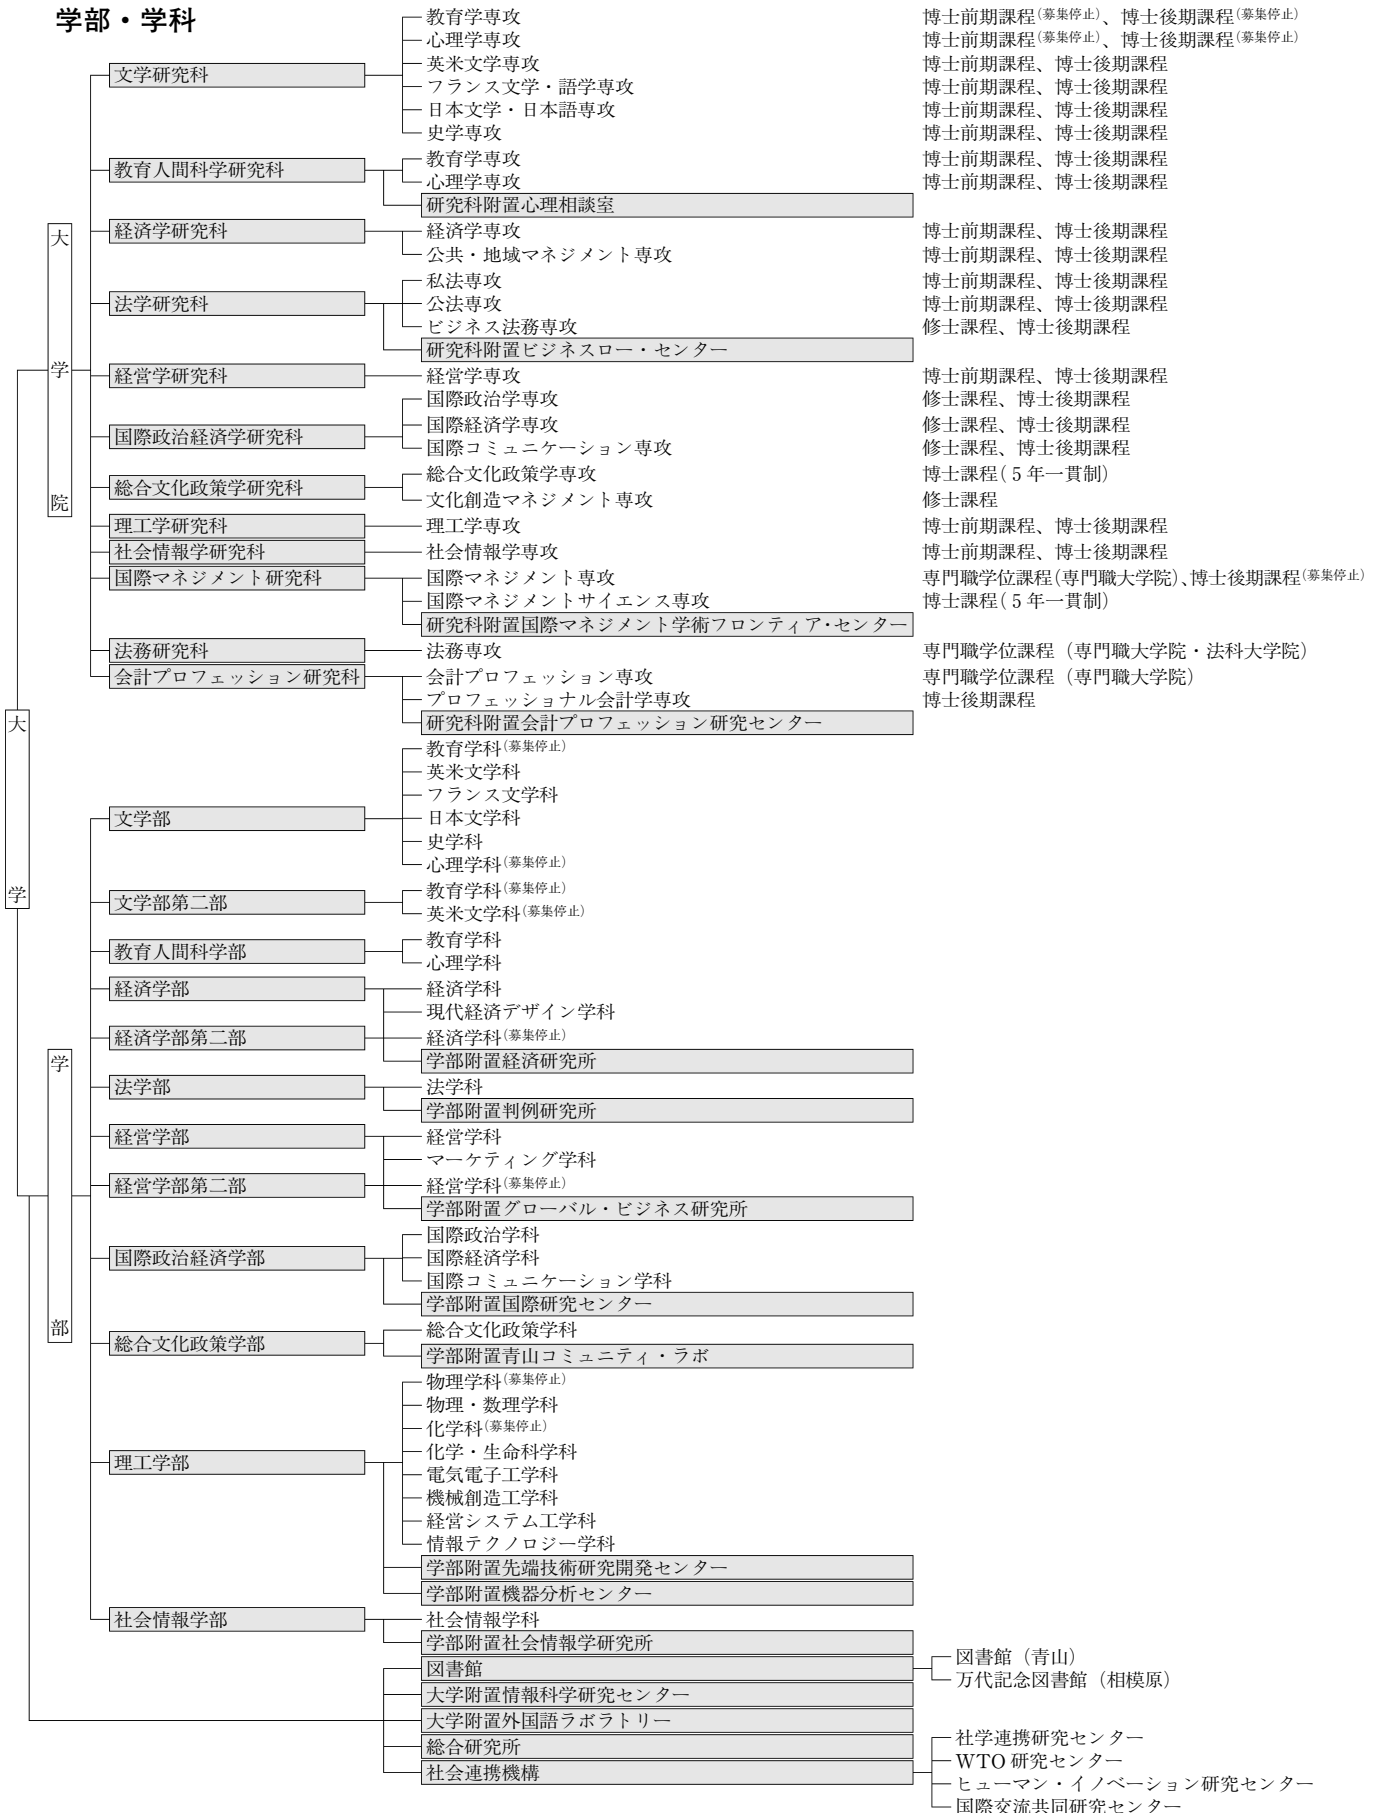 学部・学科
大学
大学院
文学研究科
教育学専攻 博士前期課程(募集停止)、博士後期課程(募集停止)
心理学専攻 博士前期課程(募集停止)、博士後期課程(募集停止)
英米文学専攻 博士前期課程、博士後期課程
フランス文学・語学専攻 博士前期課程、博士後期課程
日本文学・日本語専攻 博士前期課程、博士後期課程
史学専攻 博士前期課程、博士後期課程
教育人間科学研究科
教育学専攻 博士前期課程、博士後期課程
心理学専攻 博士前期課程、博士後期課程
研究科附置心理相談室
経済学研究科
経済学専攻 博士前期課程、博士後期課程
公共・地域マネジメント専攻 博士前期課程、博士後期課程
法学研究科
私法専攻 博士前期課程、博士後期課程
公法専攻 博士前期課程、博士後期課程
ビジネス法務専攻 修士課程、博士後期課程
研究科附置ビジネスロー・センター
経営学研究科
経営学専攻 博士前期課程、博士後期課程
国際政治経済学研究科
国際政治学専攻 修士課程、博士後期課程
国際経済学専攻 修士課程、博士後期課程
国際コミュニケーション専攻 修士課程、博士後期課程
総合文化政策学研究科
総合文化政策学専攻 博士課程(5年一貫制)
文化創造マネジメント専攻 修士課程
理工学研究科
理工学専攻 博士前期課程、博士後期課程
社会情報学研究科
社会情報学専攻 博士前期課程、博士後期課程
国際マネジメント研究科
国際マネジメント専攻 専門職学位課程(専門職大学院)、博士後期課程(募集停止)
国際マネジメントサイエンス専攻 博士課程(5年一貫制)
研究科附置国際マネジメント学術フロンティア・センター
法務研究科
法務専攻 専門職学位課程(専門職大学院・法科大学院)
会計プロフェッション研究科
会計プロフェッション専攻 専門職学位課程(専門職大学院)
プロフェッショナル会計学専攻 博士後期課程
研究科附置会計プロフェッション研究センター
学部
文学部
教育学科(募集停止)
英米文学科
フランス文学科
日本文学科
史学科
心理学科(募集停止)
文学部第二部
教育学科(募集停止)
英米文学科(募集停止)
教育人間科学部
教育学科
心理学科
経済学部
経済学科
現代経済デザイン学科
経済学部第二部
経済学科(募集停止)
学部附置経済研究所
法学部
法学科
学部附置判例研究所
経営学部
経営学科
マーケティング学科
経営学部第二部
経営学科(募集停止)
学部附置グローバル・ビジネス研究所
国際政治経済学部
国際政治学科
国際経済学科
国際コミュニケーション学科
学部附置国際研究センター
総合文化政策学部
総合文化政策学科
学部附置青山コミュニティ・ラボ
理工学部
物理学科(募集停止)
物理・数理学科
化学科(募集停止)
化学・生命科学科
電気電子工学科
機械創造工学科
経営システム工学科
情報テクノロジー学科
学部附置先端技術研究開発センター
学部附置機器分析センター
社会情報学部
社会情報学科
学部附置社会情報学研究所
図書館
図書館(青山)
万代記念図書館(相模原)
大学附置情報科学研究センター
大学附置外国語ラボラトリー
総合研究所
社会連携機構
社学連携研究センター
WTO 研究センター
ヒューマン・イノベーション研究センター
国際交流共同研究センター